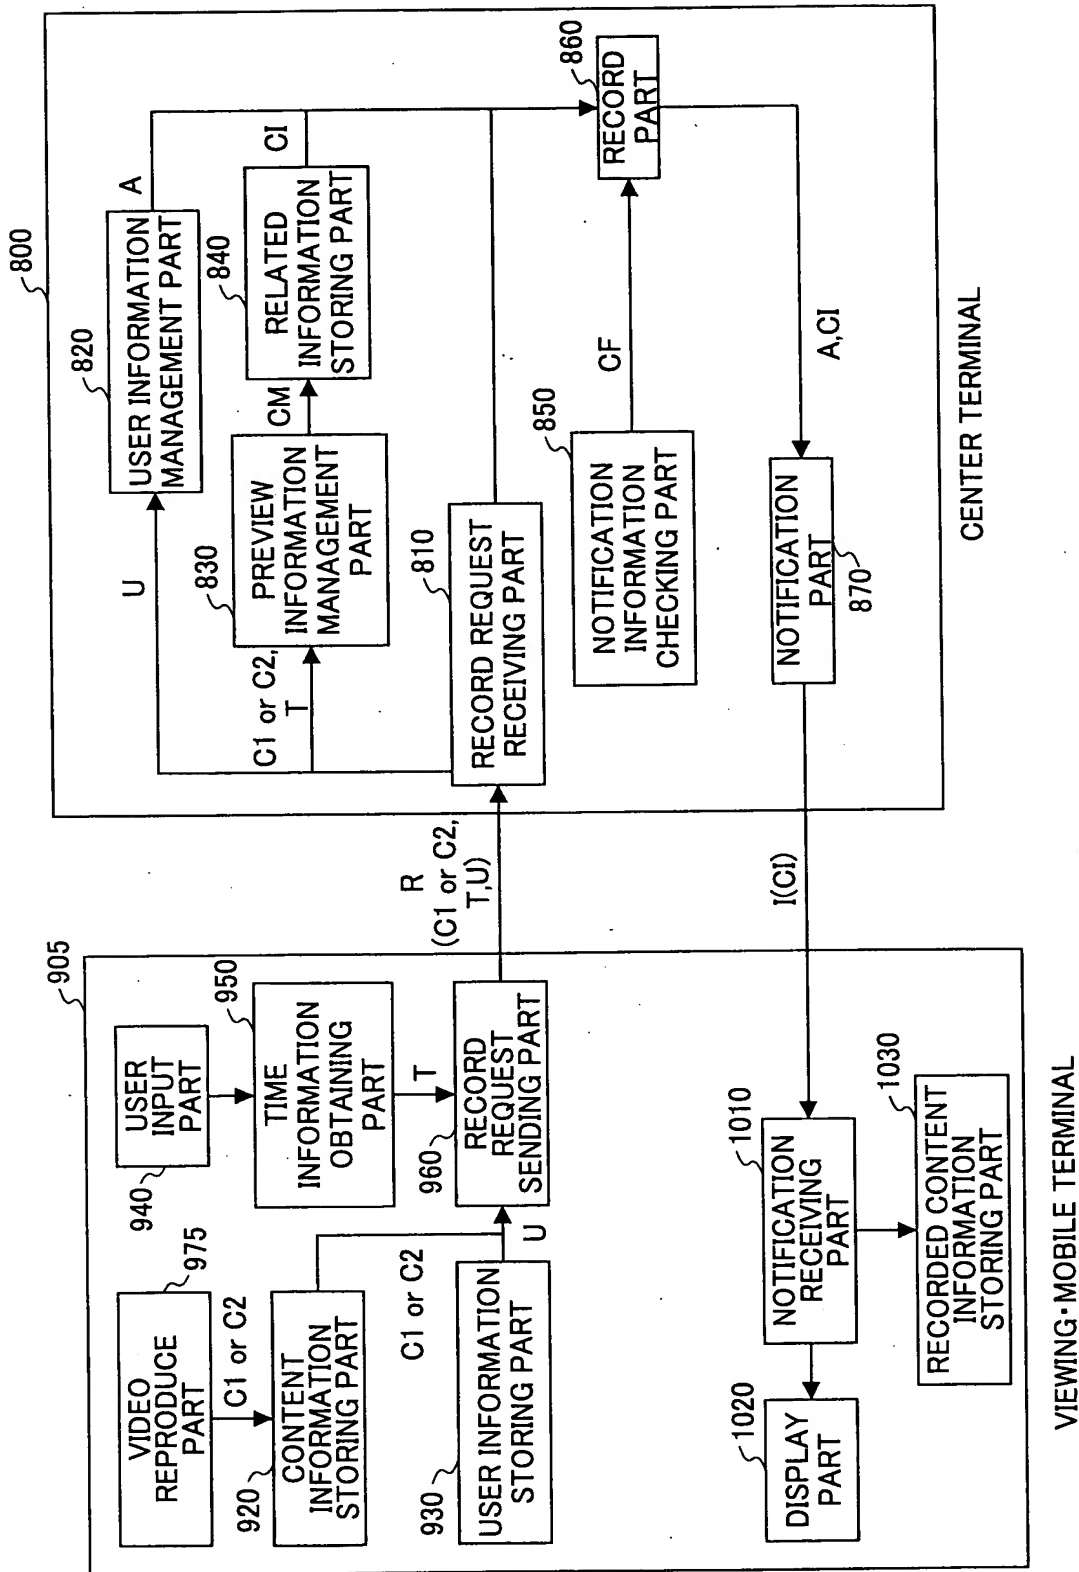 905
VIDEO
REPRODUCE
PART
975
C1 or C2
920
CONTENT
INFORMATION
STORING PART
C1 or C2
930
USER INFORMATION
STORING PART
U
USER
INPUT
PART
940
950
TIME
INFORMATION
OBTAINING
PART
T
960
RECORD
REQUEST
SENDING PART
1010
NOTIFICATION
RECEIVING
PART
1020
DISPLAY
PART
1030
RECORDED CONTENT
INFORMATION
STORING PART
VIEWING·MOBILE TERMINAL
R
(C1 or C2,
T,U)
I(CI)
800
U
820
USER INFORMATION
MANAGEMENT PART
A
C1 or C2,
T
830
PREVIEW
INFORMATION
MANAGEMENT
PART
CM
840
RELATED
INFORMATION
STORING PART
CI
810
RECORD REQUEST
RECEIVING PART
850
NOTIFICATION
INFORMATION
CHECKING PART
CF
860
RECORD
PART
A,CI
NOTIFICATION
PART
870
CENTER TERMINAL